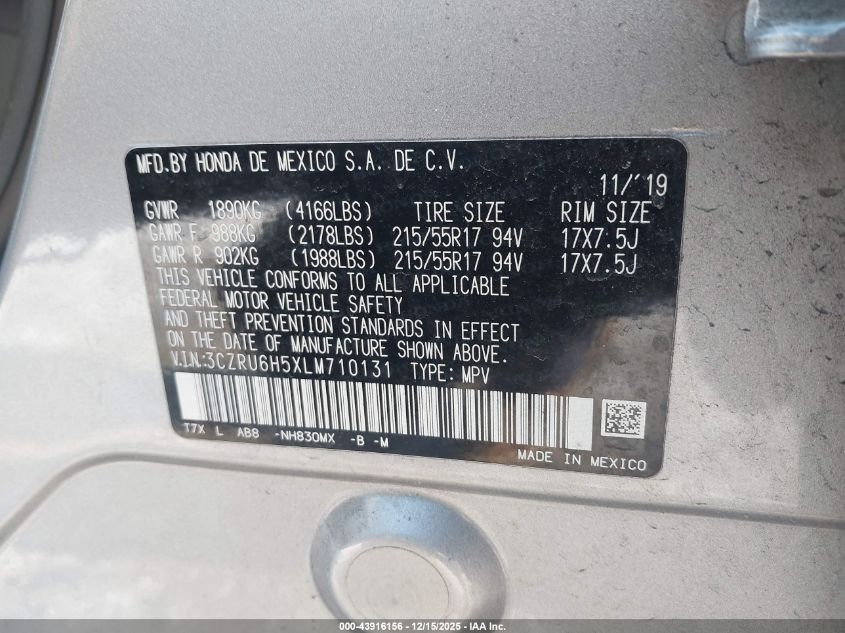 MFD.BY HONDA DE MEXICO S.A. DE C.V.
11/'19
GVWR 1890KG (4166LBS) TIRE SIZE RIM SIZE
GAWR F 988KG (2178LBS) 215/55R17 94V 17X7.5J
GAWR R 902KG (1988LBS) 215/55R17 94V 17X7.5J
THIS VEHICLE CONFORMS TO ALL APPLICABLE
FEDERAL MOTOR VEHICLE SAFETY
AND THEFT PREVENTION STANDARDS IN EFFECT
ON THE DATE OF MANUFACTURE SHOWN ABOVE.
V.I.N:3CZRU6H5XLM710131 TYPE: MPV
T7X L AB8 -NH830MX -B -M
MADE IN MEXICO
000-43916156 - 12/15/2025 - IAA Inc.